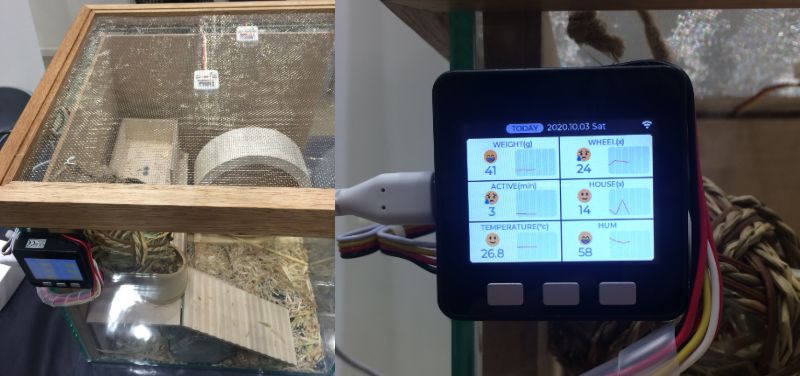 TODAY 2020.10.03 Sat
WEIGHT(g) WHEEL(x)
41 24
ACTIVE(min) HOUSE(x)
3 14
TEMPERATURE(°c) HUM
26.8 58